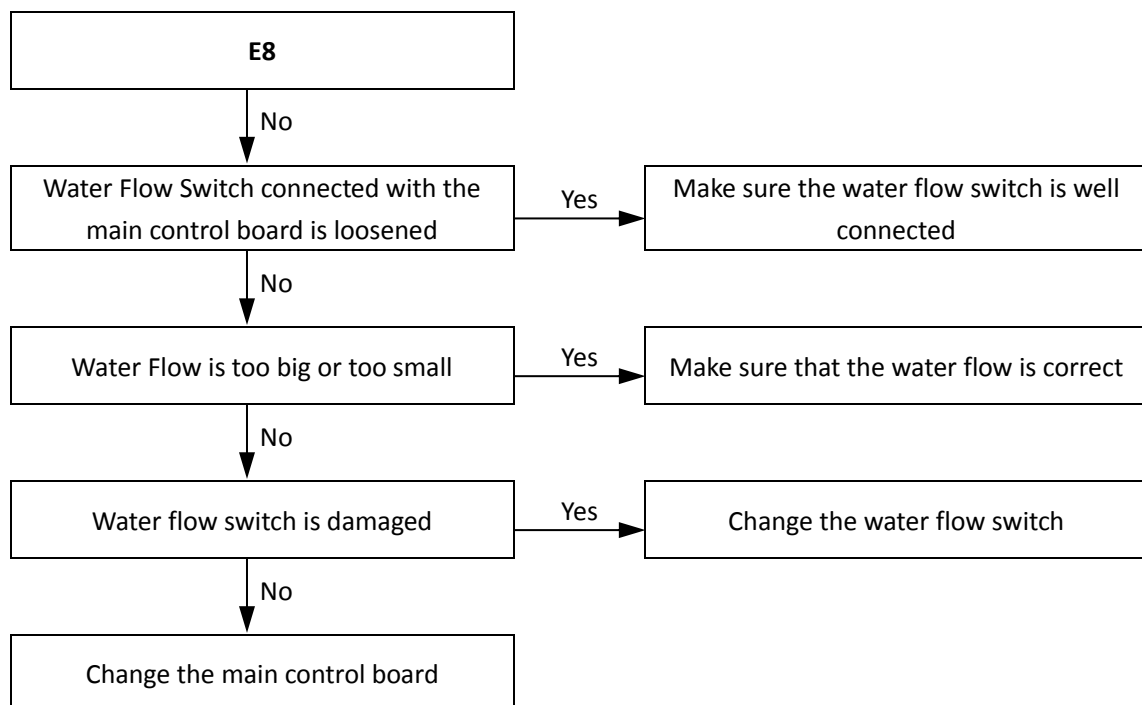 E8
No
Water Flow Switch connected with the
main control board is loosened
Yes
Make sure the water flow switch is well
connected
No
Water Flow is too big or too small
Yes
Make sure that the water flow is correct
No
Water flow switch is damaged
Yes
Change the water flow switch
No
Change the main control board